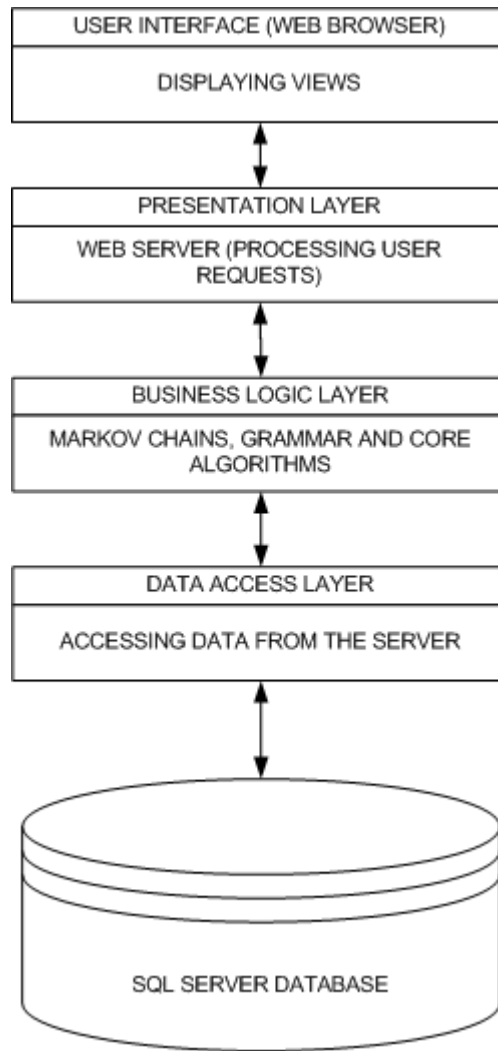 USER INTERFACE (WEB BROWSER)
DISPLAYING VIEWS
PRESENTATION LAYER
WEB SERVER (PROCESSING USER
REQUESTS)
BUSINESS LOGIC LAYER
MARKOV CHAINS, GRAMMAR AND CORE
ALGORITHMS
DATA ACCESS LAYER
ACCESSING DATA FROM THE SERVER
SQL SERVER DATABASE